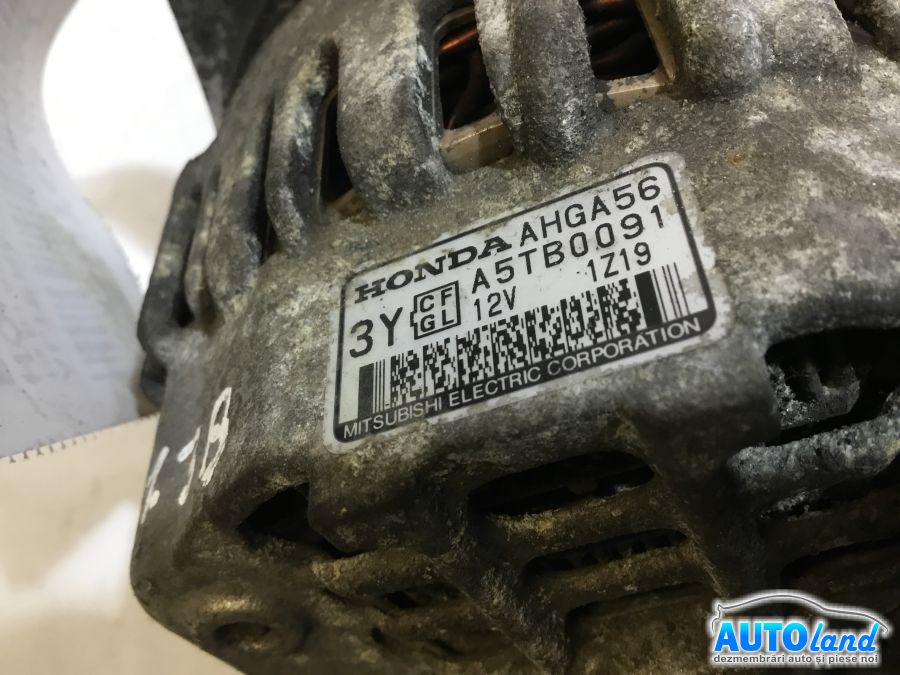 HONDA AHGA56
A5TB0091
3Y CF GL 12V 1Z19
MITSUBISHI ELECTRIC CORPORATION
AUTOland
dezmembrări auto și piese noi